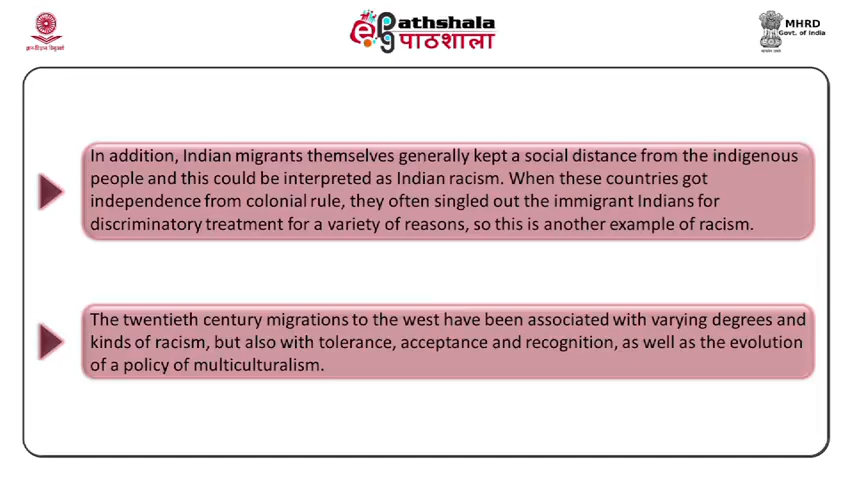 ePG Pathshala
पाठशाला
MHRD
Govt. of India
In addition, Indian migrants themselves generally kept a social distance from the indigenous
people and this could be interpreted as Indian racism. When these countries got
independence from colonial rule, they often singled out the immigrant Indians for
discriminatory treatment for a variety of reasons, so this is another example of racism.
The twentieth century migrations to the west have been associated with varying degrees and
kinds of racism, but also with tolerance, acceptance and recognition, as well as the evolution
of a policy of multiculturalism.